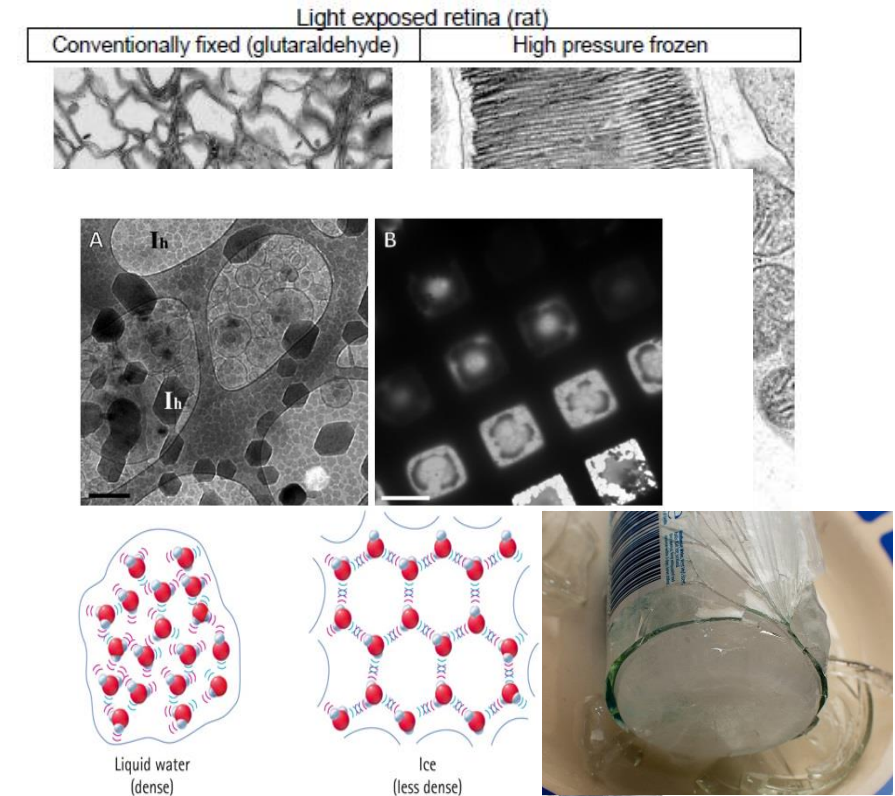 Light exposed retina (rat)
Conventionally fixed (glutaraldehyde)
High pressure frozen
A
Ih
Ih
B
Liquid water
(dense)
Ice
(less dense)